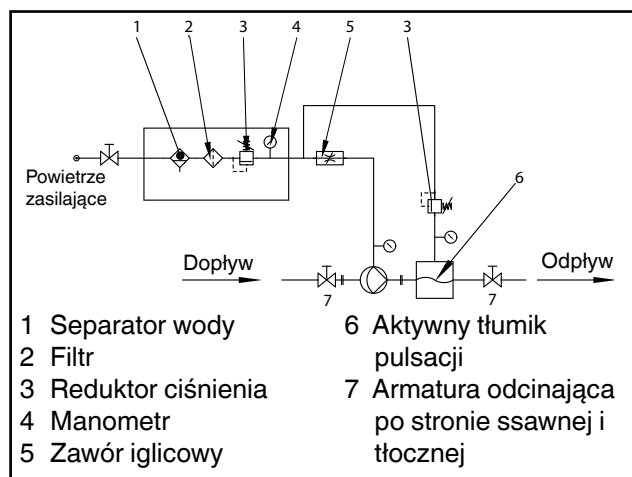 1 2 3 4 5 3
Powietrze
zasilające
6
Dopływ
Odpływ
7 7
1 Separator wody
2 Filtr
3 Reduktor ciśnienia
4 Manometr
5 Zawór iglicowy
6 Aktywny tłumik
pulsacji
7 Armatura odcinająca
po stronie ssawnej i
tłocznej